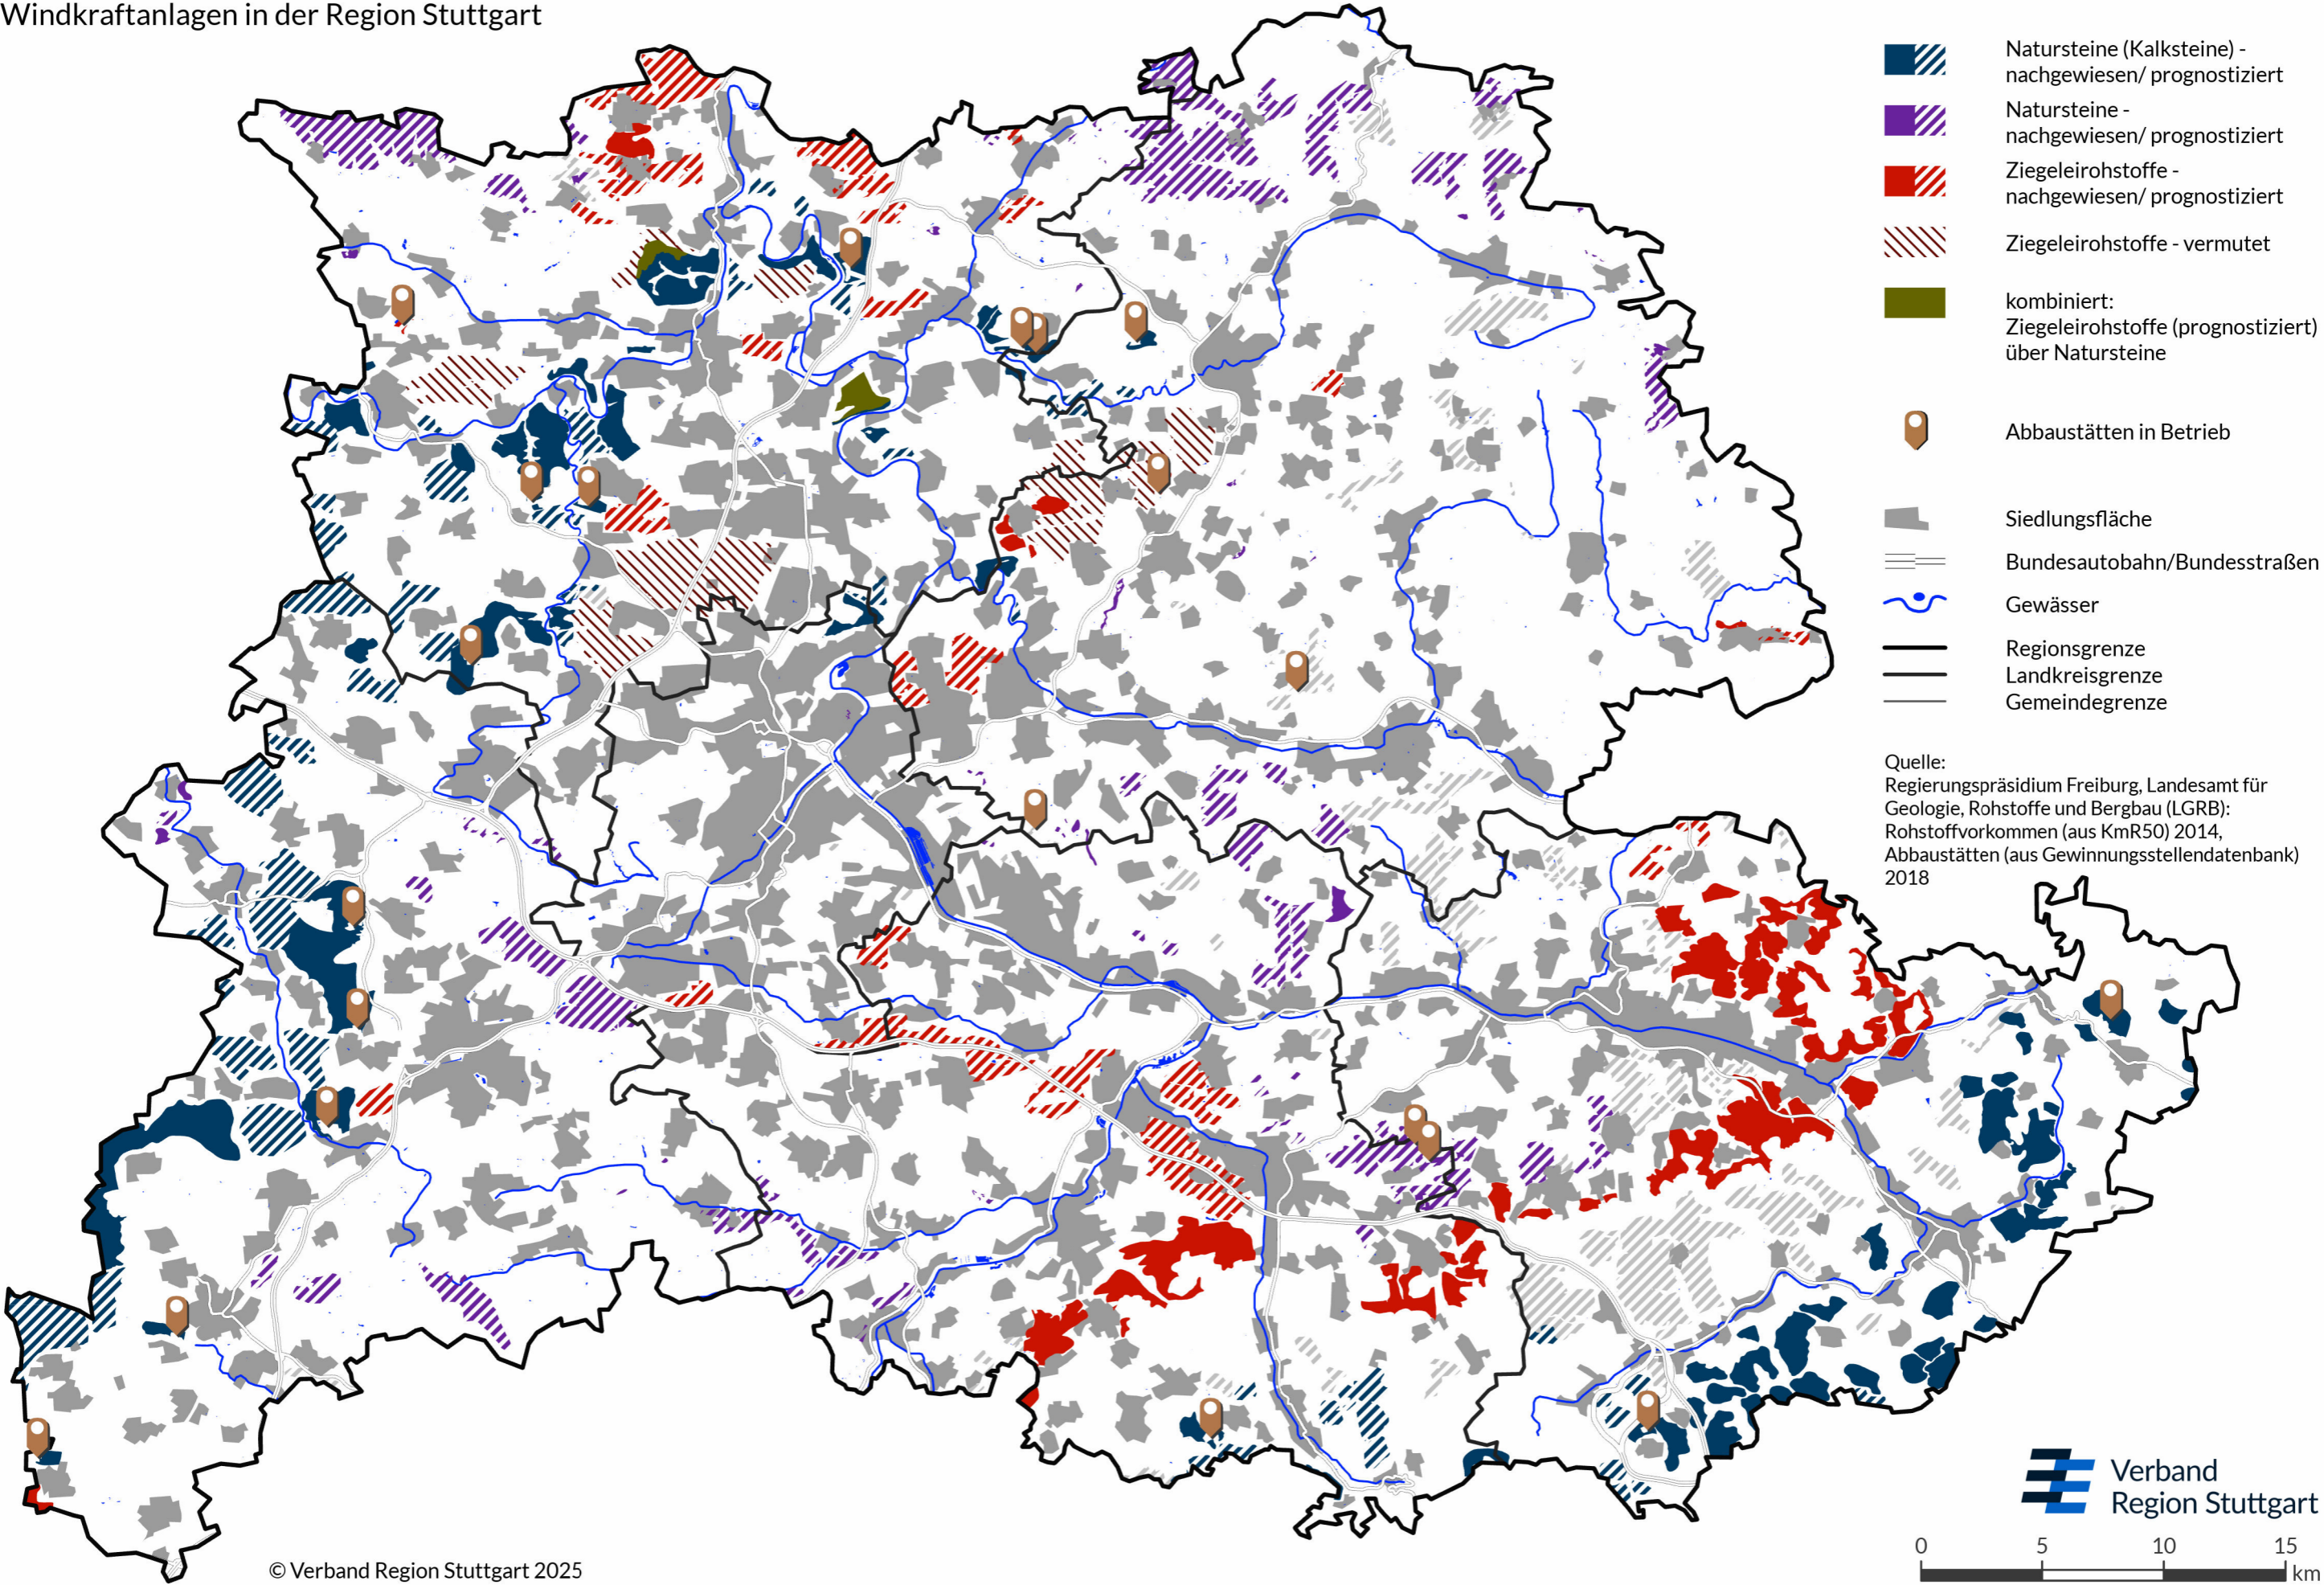 Windkraftanlagen in der Region Stuttgart
Natursteine (Kalksteine) -
nachgewiesen/ prognostiziert
Natursteine -
nachgewiesen/ prognostiziert
Ziegeleirohstoffe -
nachgewiesen/ prognostiziert
Ziegeleirohstoffe - vermutet
kombiniert:
Ziegeleirohstoffe (prognostiziert)
über Natursteine
Abbaustätten in Betrieb
Siedlungsfläche
Bundesautobahn/Bundesstraßen
Gewässer
Regionsgrenze
Landkreisgrenze
Gemeindegrenze
Quelle:
Regierungspräsidium Freiburg, Landesamt für
Geologie, Rohstoffe und Bergbau (LGRB):
Rohstoffvorkommen (aus KmR50) 2014,
Abbaustätten (aus Gewinnungsstellendatenbank)
2018
Verband
Region Stuttgart
0 5 10 15
km
© Verband Region Stuttgart 2025